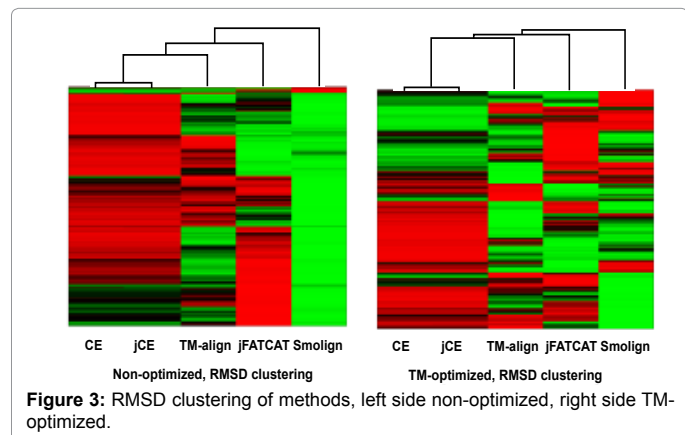 CE jCE TM-align jFATCAT Smolign
Non-optimized, RMSD clustering
CE jCE TM-align jFATCAT Smolign
TM-optimized, RMSD clustering
Figure 3: RMSD clustering of methods, left side non-optimized, right side TM-
optimized.